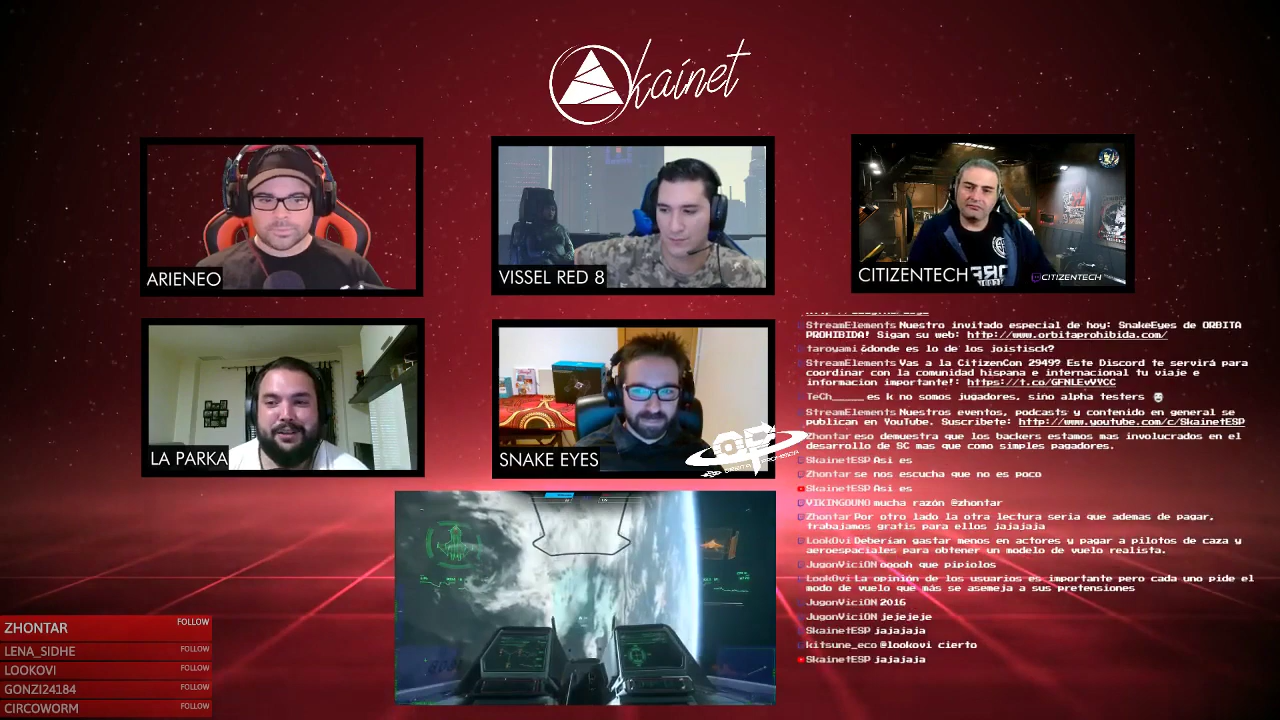 kainet
ARIENEO
VISSEL RED 8
CITIZENTECH
CITIZENTECH
LA PARKA
SNAKE EYES
OP
StreamElements Nuestro invitado especial de hoy: SnakeEyes de ORBITA
PROHIBIDA! Sigan su web: http://www.orbitaprohibida.com/
taroyami ¿donde es lo de los joistisck?
StreamElements Vas a la CitizenCon 2949? Este Discord te servirá para
coordinar con la comunidad hispana e internacional tu viaje e
informacion importante!: https://t.co/GFNLEvVYCC
TeCh_____ es k no somos jugadores, sino alpha testers
StreamElements Nuestros eventos, podcasts y contenido en general se
publican en YouTube. Suscribete: http://www.youtube.com/c/SkainetESP
Zhontar eso demuestra que los backers estamos mas involucrados en el
desarrollo de SC mas que como simples pagadores.
SkainetESP Asi es
Zhontar se nos escucha que no es poco
SkainetESP Asi es
VIKINGOUNO mucha razón @zhontar
Zhontar Por otro lado la otra lectura seria que ademas de pagar,
trabajamos gratis para ellos jajajaja
LookOvi Deberian gastar menos en actores y pagar a pilotos de caza y
aeroespaciales para obtener un modelo de vuelo realista.
JugonViciON ooooh que pipiolos
LookOvi La opinión de los usuarios es importante pero cada uno pide el
modo de vuelo que más se asemeja a sus pretensiones
JugonViciON 2016
JugonViciON jejejeje
SkainetESP jajajaja
kitsune_eco @lookovi cierto
SkainetESP jajajaja
ZHONTAR FOLLOW
LENA_SIDHE FOLLOW
LOOKOVI FOLLOW
GONZI24184 FOLLOW
CIRCOWORM FOLLOW